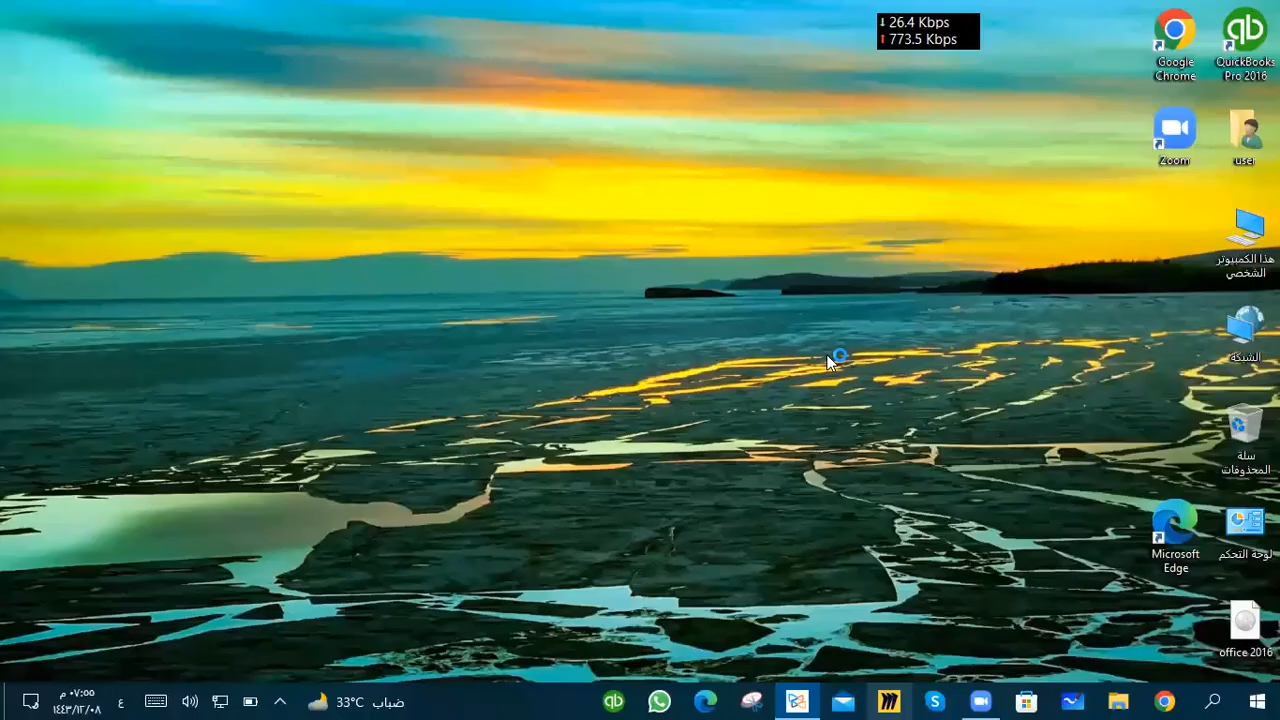 ↓ 26.4 Kbps
↑ 773.5 Kbps
Google
Chrome
QuickBooks
Pro 2016
Zoom
user
هذا الكمبيوتر
الشخصي
الشبكة
سلة
المحذوفات
Microsoft
Edge
لوحة التحكم
office 2016
٠٧:٥٥ م
١٤٤٣/١٢/٠٨
ع
33°C ضباب